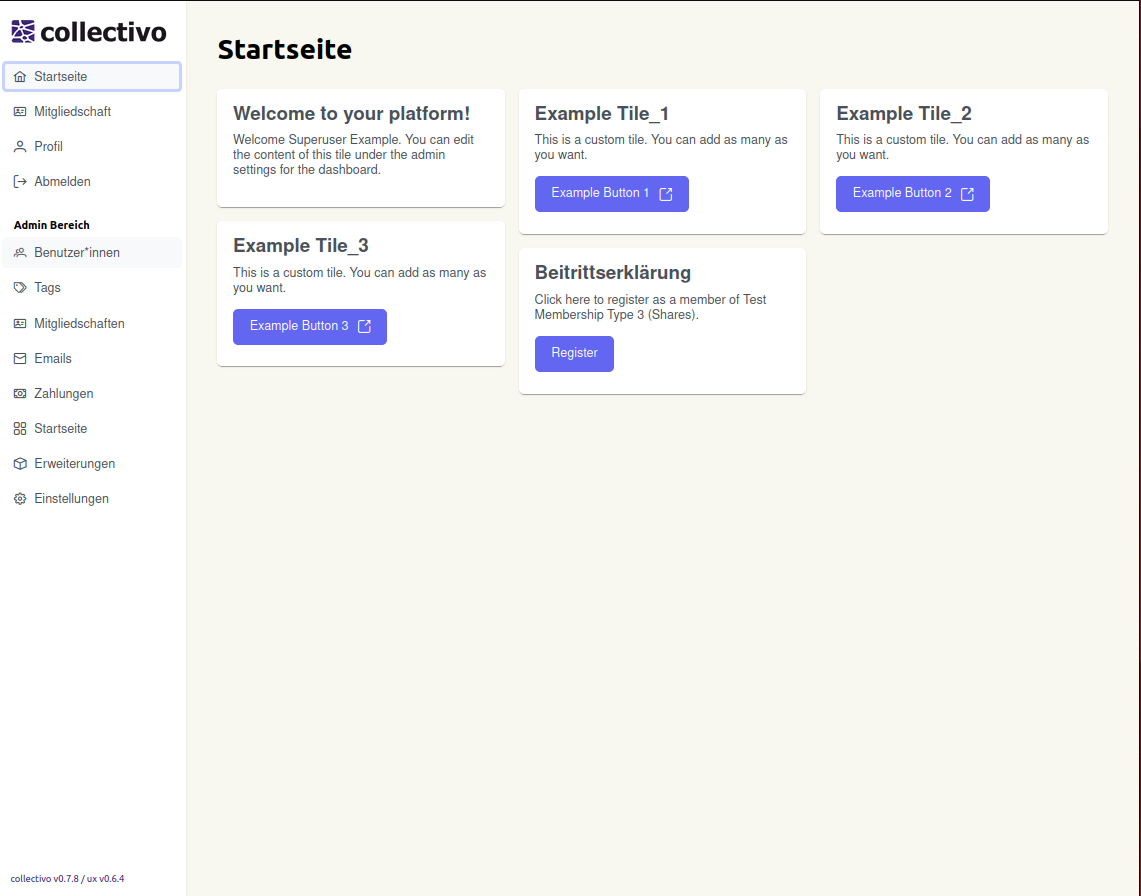 collectivo
Startseite
Mitgliedschaft
Profil
Abmelden
Admin Bereich
Benutzer*innen
Tags
Mitgliedschaften
Emails
Zahlungen
Startseite
Erweiterungen
Einstellungen
collectivo v0.7.8 / ux v0.6.4
Startseite
Welcome to your platform!
Welcome Superuser Example. You can edit
the content of this tile under the admin
settings for the dashboard.
Example Tile_1
This is a custom tile. You can add as many as
you want.
Example Button 1
Example Tile_2
This is a custom tile. You can add as many as
you want.
Example Button 2
Example Tile_3
This is a custom tile. You can add as many as
you want.
Example Button 3
Beitrittserklärung
Click here to register as a member of Test
Membership Type 3 (Shares).
Register